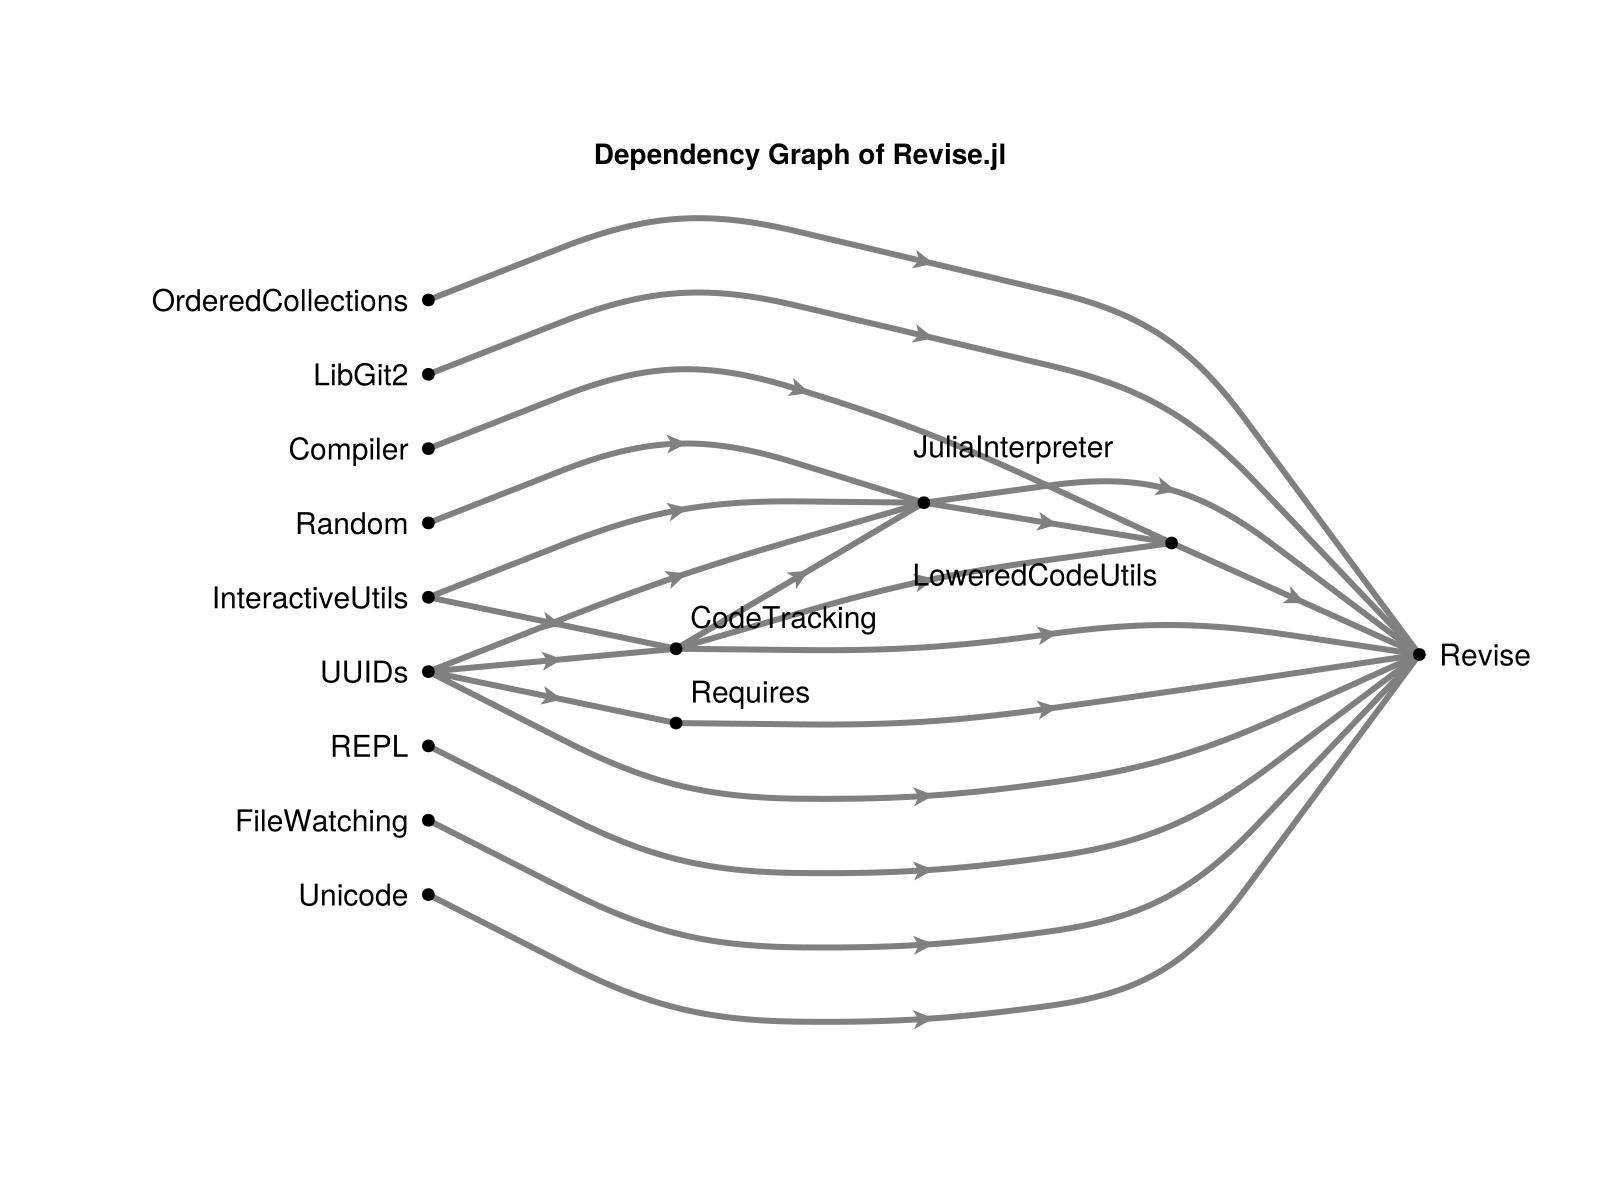 Dependency Graph of Revise.jl
OrderedCollections
LibGit2
Compiler
JuliaInterpreter
Random
LoweredCodeUtils
InteractiveUtils
CodeTracking
UUIDs
Revise
Requires
REPL
FileWatching
Unicode